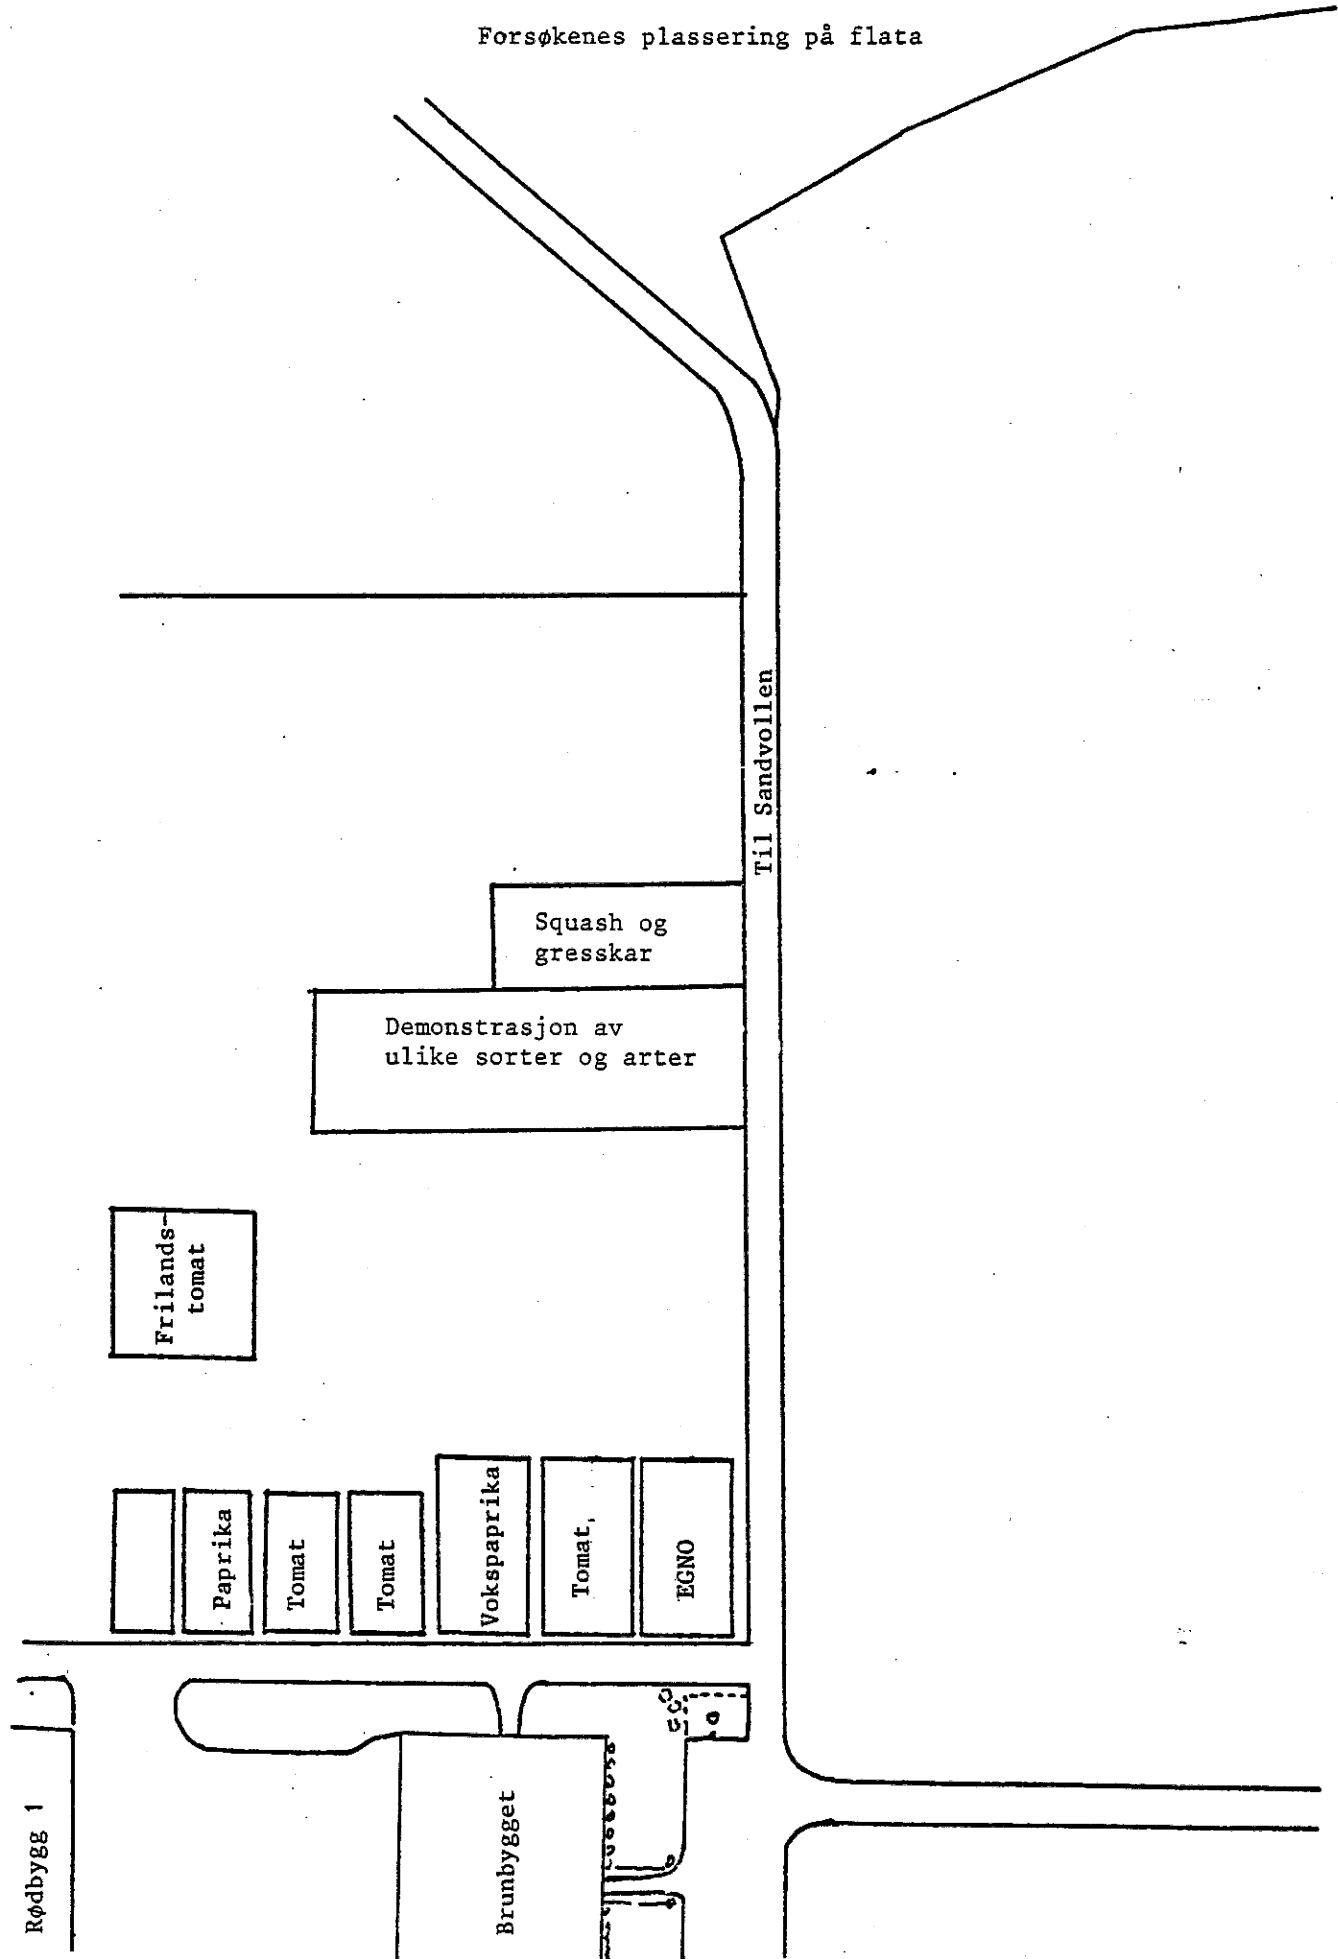 Forsøkenes plassering på flata
Til Sandvollen
Squash og
gresskar
Demonstrasjon av
ulike sorter og arter
Frilands-
tomat
Paprika
Tomat
Tomat
Vokspaprika
Tomat,
EGNO
Rødbygg 1
Brunbygget